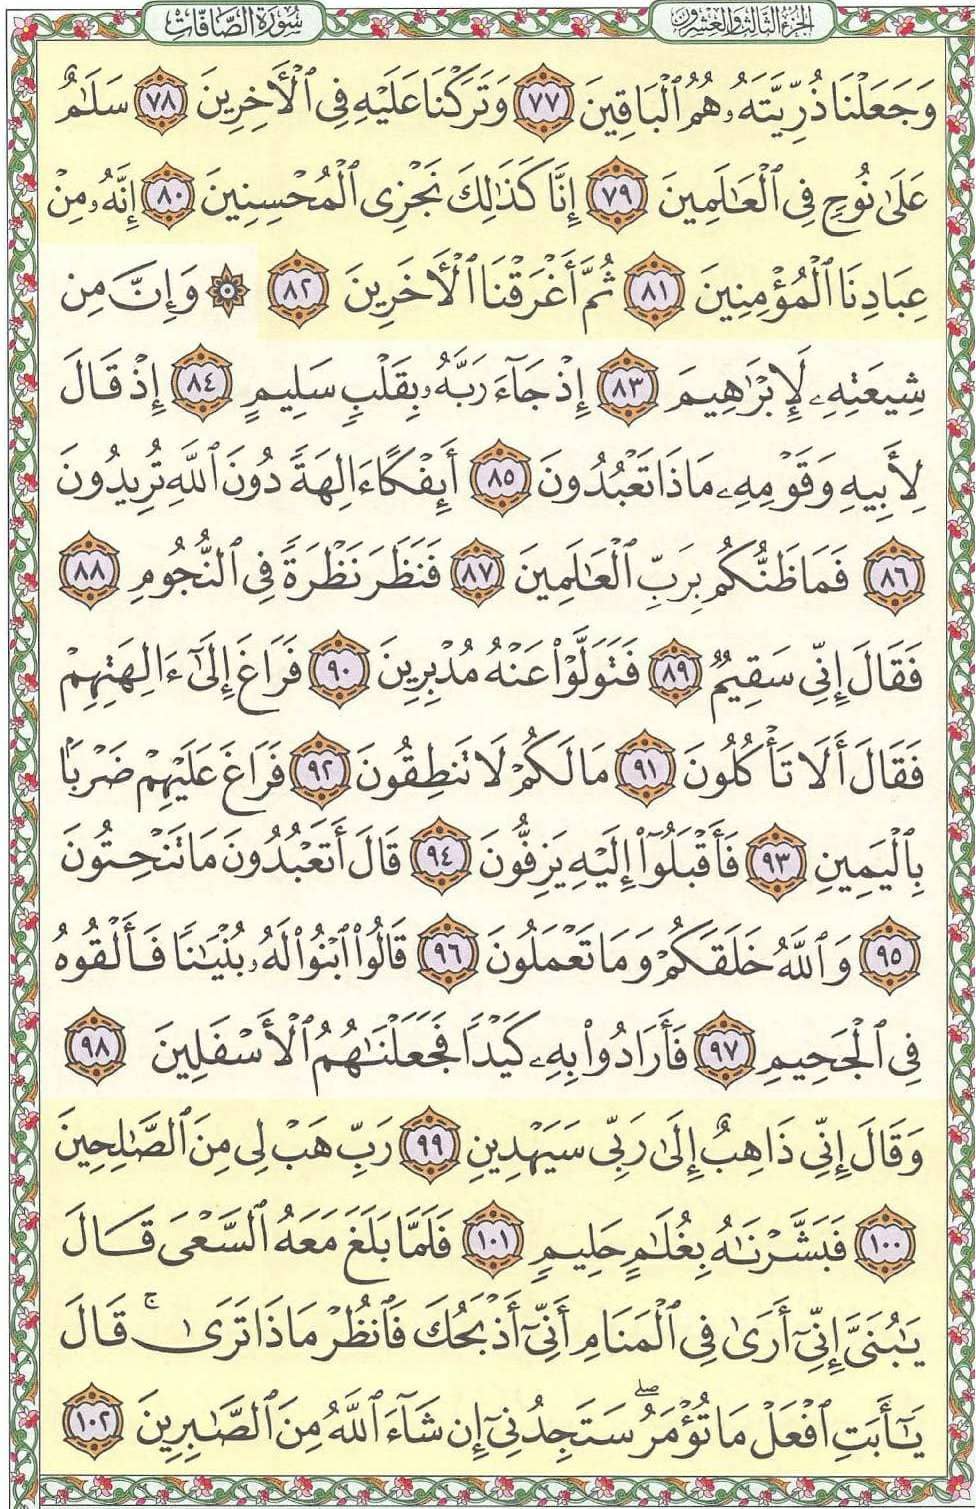 سُورَةُ الصَّافَّاتِ
الجزء الثالث والعشرون
وَجَعَلْنَا ذُرِّيَّتَهُۥ هُمُ ٱلْبَاقِينَ ٧٧ وَتَرَكْنَا عَلَيْهِ فِى ٱلْأَخِرِينَ ٧٨ سَلَٰمٌ
عَلَىٰ نُوحٍ فِى ٱلْعَٰلَمِينَ ٧٩ إِنَّا كَذَٰلِكَ نَجْزِى ٱلْمُحْسِنِينَ ٨٠ إِنَّهُۥ مِنْ
عِبَادِنَا ٱلْمُؤْمِنِينَ ٨١ ثُمَّ أَغْرَقْنَا ٱلْأَخَرِينَ ٨٢ ۞ وَإِنَّ مِن
شِيعَتِهِۦ لَإِبْرَٰهِيمَ ٨٣ إِذْ جَآءَ رَبَّهُۥ بِقَلْبٍ سَلِيمٍ ٨٤ إِذْ قَالَ
لِأَبِيهِ وَقَوْمِهِۦ مَاذَا تَعْبُدُونَ ٨٥ أَئِفْكًا ءَالِهَةً دُونَ ٱللَّهِ تُرِيدُونَ
٨٦ فَمَا ظَنُّكُم بِرَبِّ ٱلْعَٰلَمِينَ ٨٧ فَنَظَرَ نَظْرَةً فِى ٱلنُّجُومِ ٨٨
فَقَالَ إِنِّى سَقِيمٌ ٨٩ فَتَوَلَّوْا۟ عَنْهُ مُدْبِرِينَ ٩٠ فَرَاغَ إِلَىٰٓ ءَالِهَتِهِمْ
فَقَالَ أَلَا تَأْكُلُونَ ٩١ مَا لَكُمْ لَا تَنطِقُونَ ٩٢ فَرَاغَ عَلَيْهِمْ ضَرْبًۢا
بِٱلْيَمِينِ ٩٣ فَأَقْبَلُوٓا۟ إِلَيْهِ يَزِفُّونَ ٩٤ قَالَ أَتَعْبُدُونَ مَا تَنْحِتُونَ
٩٥ وَٱللَّهُ خَلَقَكُمْ وَمَا تَعْمَلُونَ ٩٦ قَالُوا۟ ٱبْنُوا۟ لَهُۥ بُنْيَٰنًا فَأَلْقُوهُ
فِى ٱلْجَحِيمِ ٩٧ فَأَرَادُوا۟ بِهِۦ كَيْدًا فَجَعَلْنَٰهُمُ ٱلْأَسْفَلِينَ ٩٨
وَقَالَ إِنِّى ذَاهِبٌ إِلَىٰ رَبِّى سَيَهْدِينِ ٩٩ رَبِّ هَبْ لِى مِنَ ٱلصَّٰلِحِينَ
١٠٠ فَبَشَّرْنَٰهُ بِغُلَٰمٍ حَلِيمٍ ١٠١ فَلَمَّا بَلَغَ مَعَهُ ٱلسَّعْىَ قَالَ
يَٰبُنَىَّ إِنِّىٓ أَرَىٰ فِى ٱلْمَنَامِ أَنِّىٓ أَذْبَحُكَ فَٱنظُرْ مَاذَا تَرَىٰ ۚ قَالَ
يَٰٓأَبَتِ ٱفْعَلْ مَا تُؤْمَرُ ۖ سَتَجِدُنِىٓ إِن شَآءَ ٱللَّهُ مِنَ ٱلصَّٰبِرِينَ ١٠٢